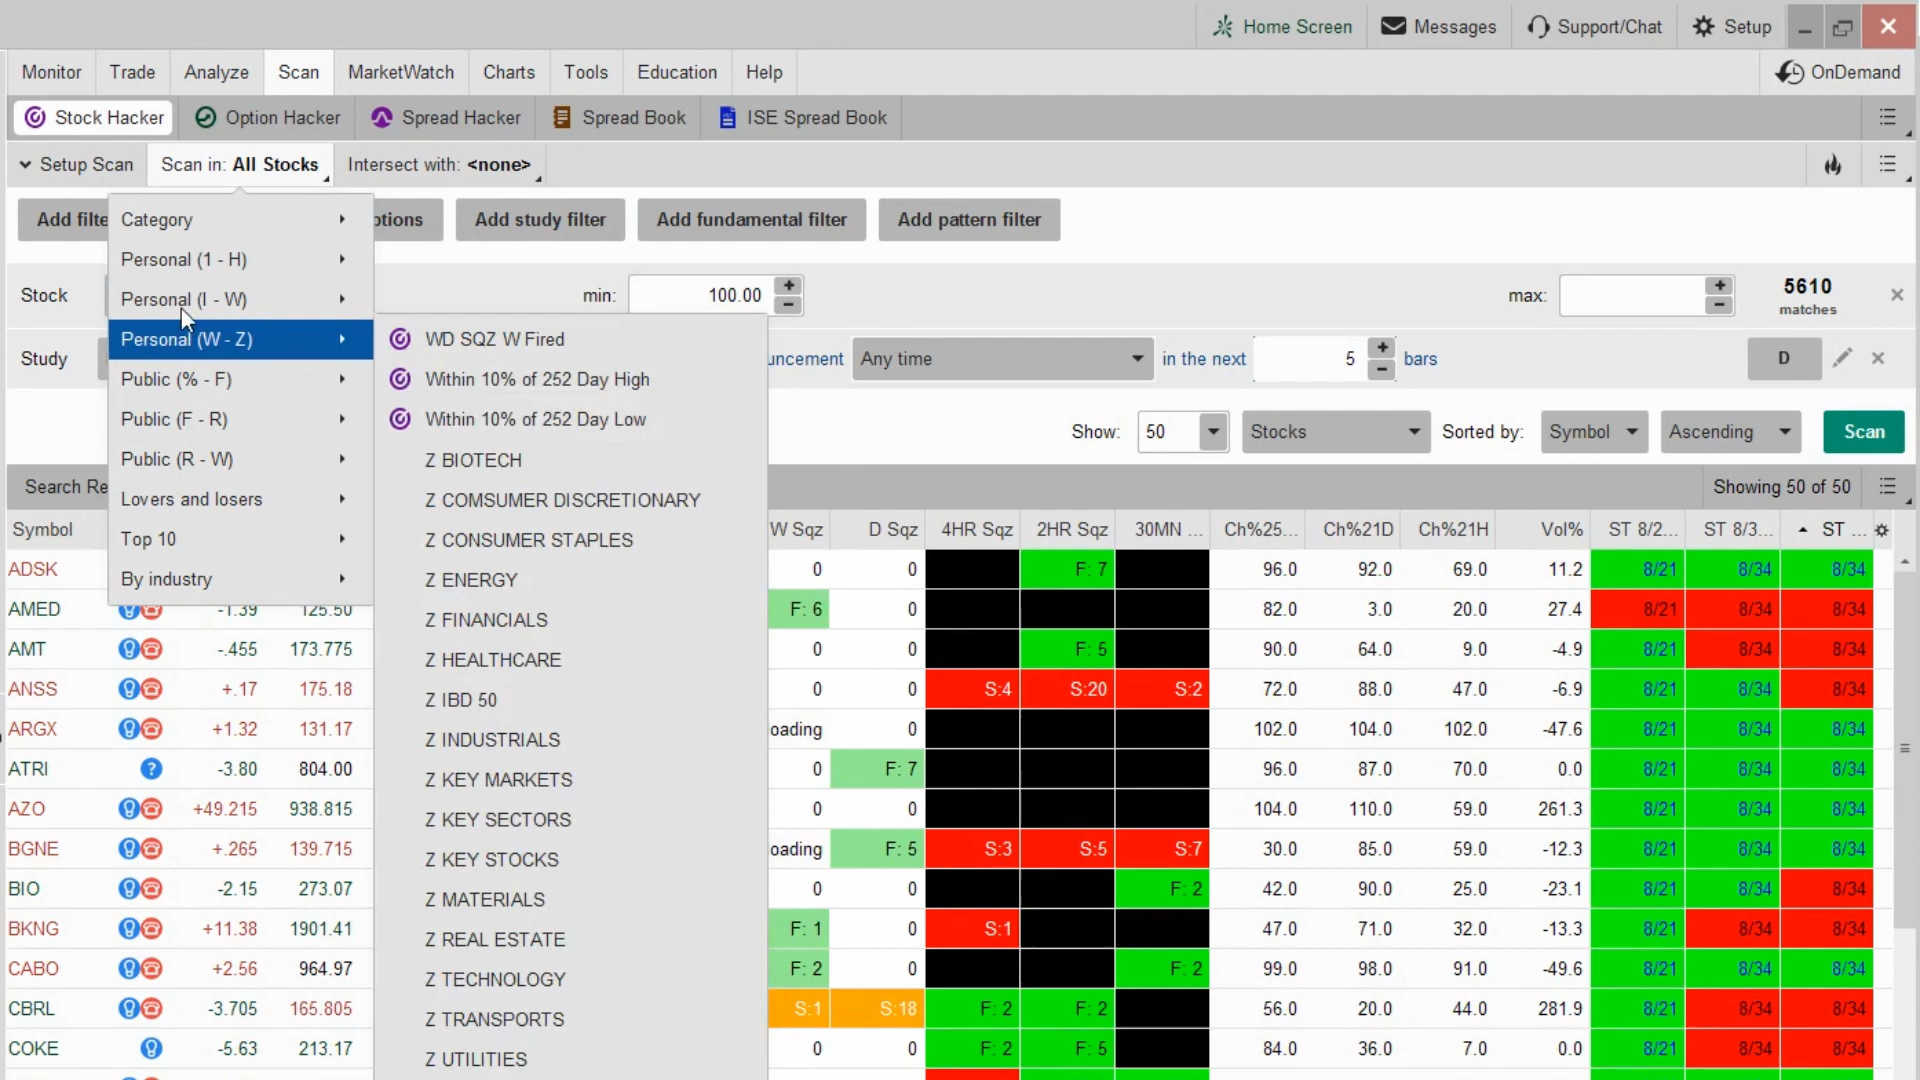 Home Screen Messages Support/Chat Setup
Monitor Trade Analyze Scan MarketWatch Charts Tools Education Help OnDemand
Stock Hacker Option Hacker Spread Hacker Spread Book ISE Spread Book
Setup Scan Scan in: All Stocks Intersect with: <none>
Add study filter Add fundamental filter Add pattern filter
Category
Personal (1 - H)
Personal (I - W)
Personal (W - Z)
Public (% - F)
Public (F - R)
Public (R - W)
Lovers and losers
Top 10
By industry
Stock min: 100.00 max: 5610 matches
Study Any time in the next 5 bars D
WD SQZ W Fired
Within 10% of 252 Day High
Within 10% of 252 Day Low
Z BIOTECH
Z COMSUMER DISCRETIONARY
Z CONSUMER STAPLES
Z ENERGY
Z FINANCIALS
Z HEALTHCARE
Z IBD 50
Z INDUSTRIALS
Z KEY MARKETS
Z KEY SECTORS
Z KEY STOCKS
Z MATERIALS
Z REAL ESTATE
Z TECHNOLOGY
Z TRANSPORTS
Z UTILITIES
Show: 50 Stocks Sorted by: Symbol Ascending Scan
Showing 50 of 50
Symbol W Sqz D Sqz 4HR Sqz 2HR Sqz 30MN ... Ch%25... Ch%21D Ch%21H Vol% ST 8/2... ST 8/3... ST ...
ADSK 0 0 F: 7 96.0 92.0 69.0 11.2 8/21 8/34 8/34
AMED -1.39 125.50 F: 6 0 82.0 3.0 20.0 27.4 8/21 8/34 8/34
AMT -.455 173.775 0 0 F: 5 90.0 64.0 9.0 -4.9 8/21 8/34 8/34
ANSS +.17 175.18 0 0 S:4 S:20 S:2 72.0 88.0 47.0 -6.9 8/21 8/34 8/34
ARGX +1.32 131.17 oading 0 102.0 104.0 102.0 -47.6 8/21 8/34 8/34
ATRI -3.80 804.00 0 F: 7 96.0 87.0 70.0 0.0 8/21 8/34 8/34
AZO +49.215 938.815 0 0 104.0 110.0 59.0 261.3 8/21 8/34 8/34
BGNE +.265 139.715 oading F: 5 S:3 S:5 S:7 30.0 85.0 59.0 -12.3 8/21 8/34 8/34
BIO -2.15 273.07 0 0 F: 2 42.0 90.0 25.0 -23.1 8/21 8/34 8/34
BKNG +11.38 1901.41 F: 1 0 S:1 47.0 71.0 32.0 -13.3 8/21 8/34 8/34
CABO +2.56 964.97 F: 2 0 F: 2 99.0 98.0 91.0 -49.6 8/21 8/34 8/34
CBRL -3.705 165.805 S:1 S:18 F: 2 F: 2 56.0 20.0 44.0 281.9 8/21 8/34 8/34
COKE -5.63 213.17 0 0 F: 2 F: 5 84.0 36.0 7.0 0.0 8/21 8/34 8/34